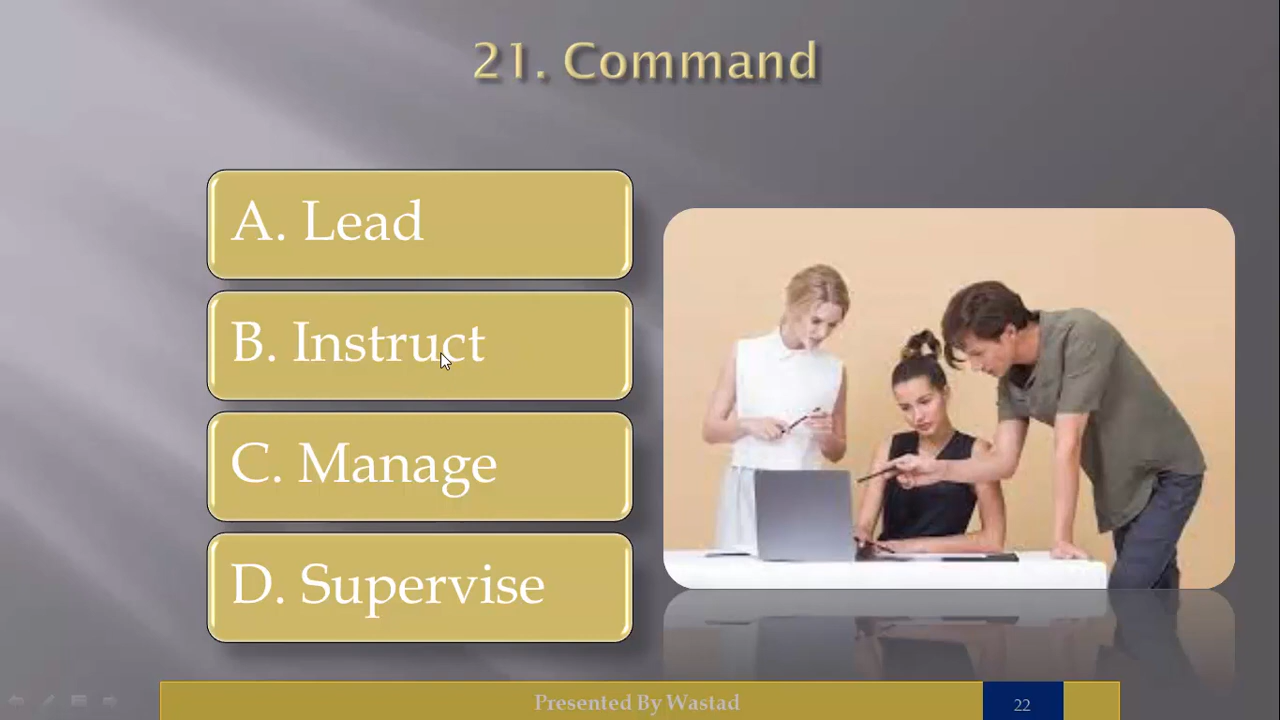 21. Command
A. Lead
B. Instruct
C. Manage
D. Supervise
Presented By Wastad
22